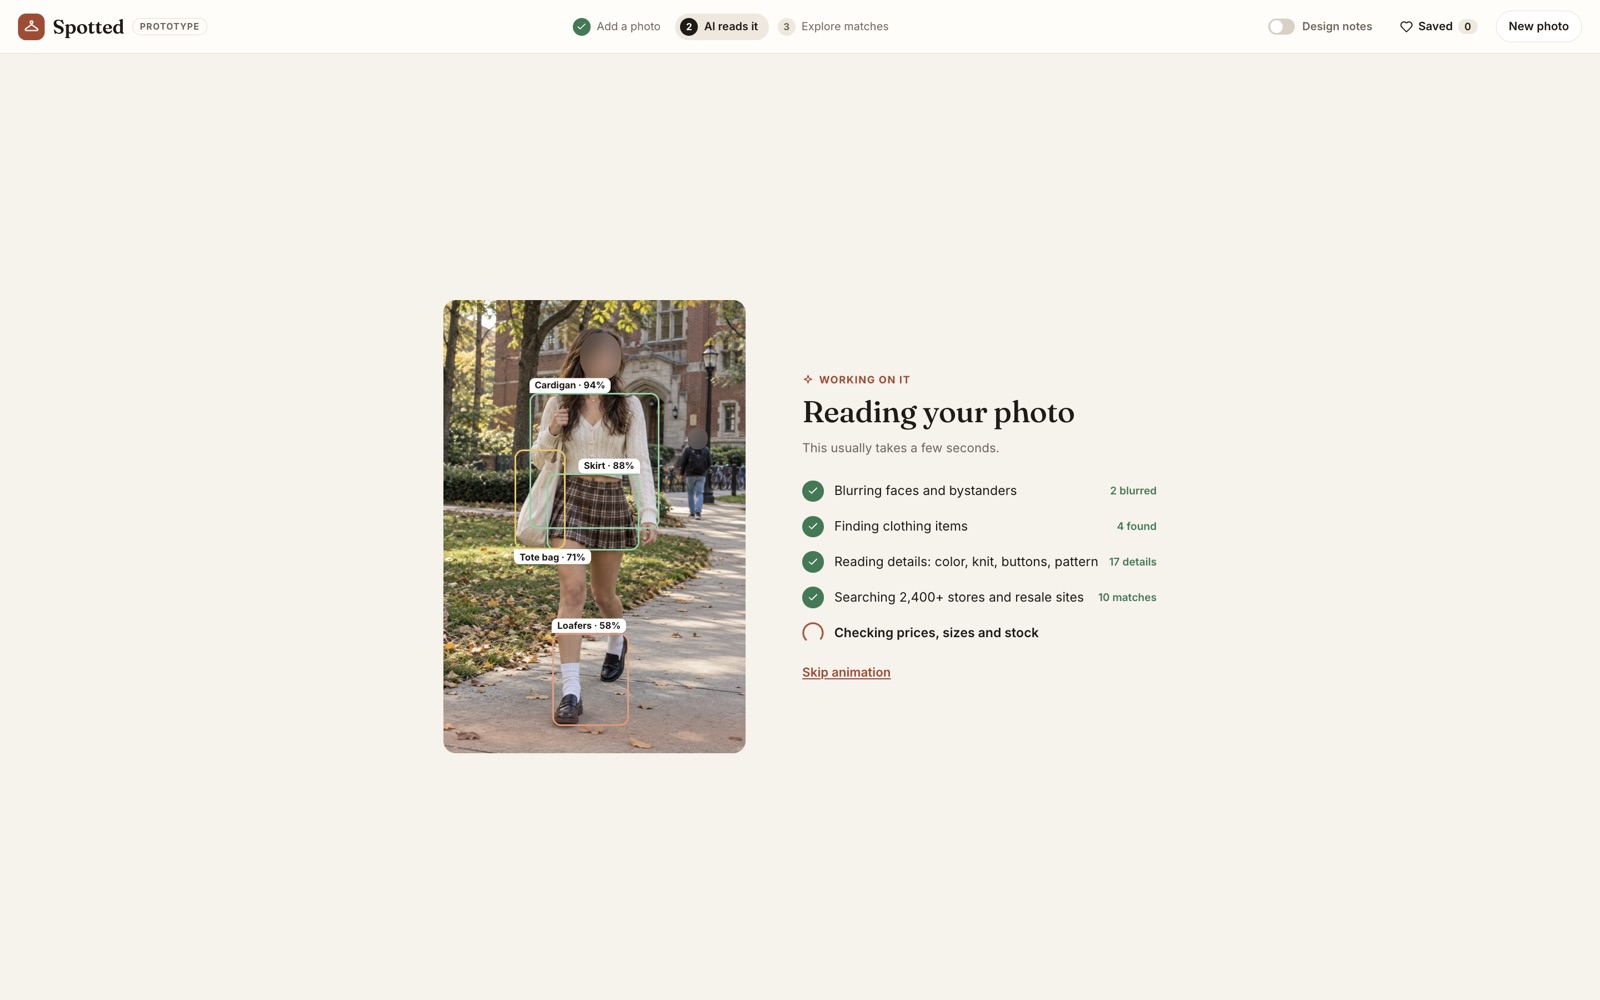 Spotted
PROTOTYPE
Add a photo
2 AI reads it
3 Explore matches
Design notes
Saved 0
New photo
Cardigan · 94%
Skirt · 88%
Tote bag · 71%
Loafers · 58%
WORKING ON IT
Reading your photo
This usually takes a few seconds.
Blurring faces and bystanders 2 blurred
Finding clothing items 4 found
Reading details: color, knit, buttons, pattern 17 details
Searching 2,400+ stores and resale sites 10 matches
Checking prices, sizes and stock
Skip animation